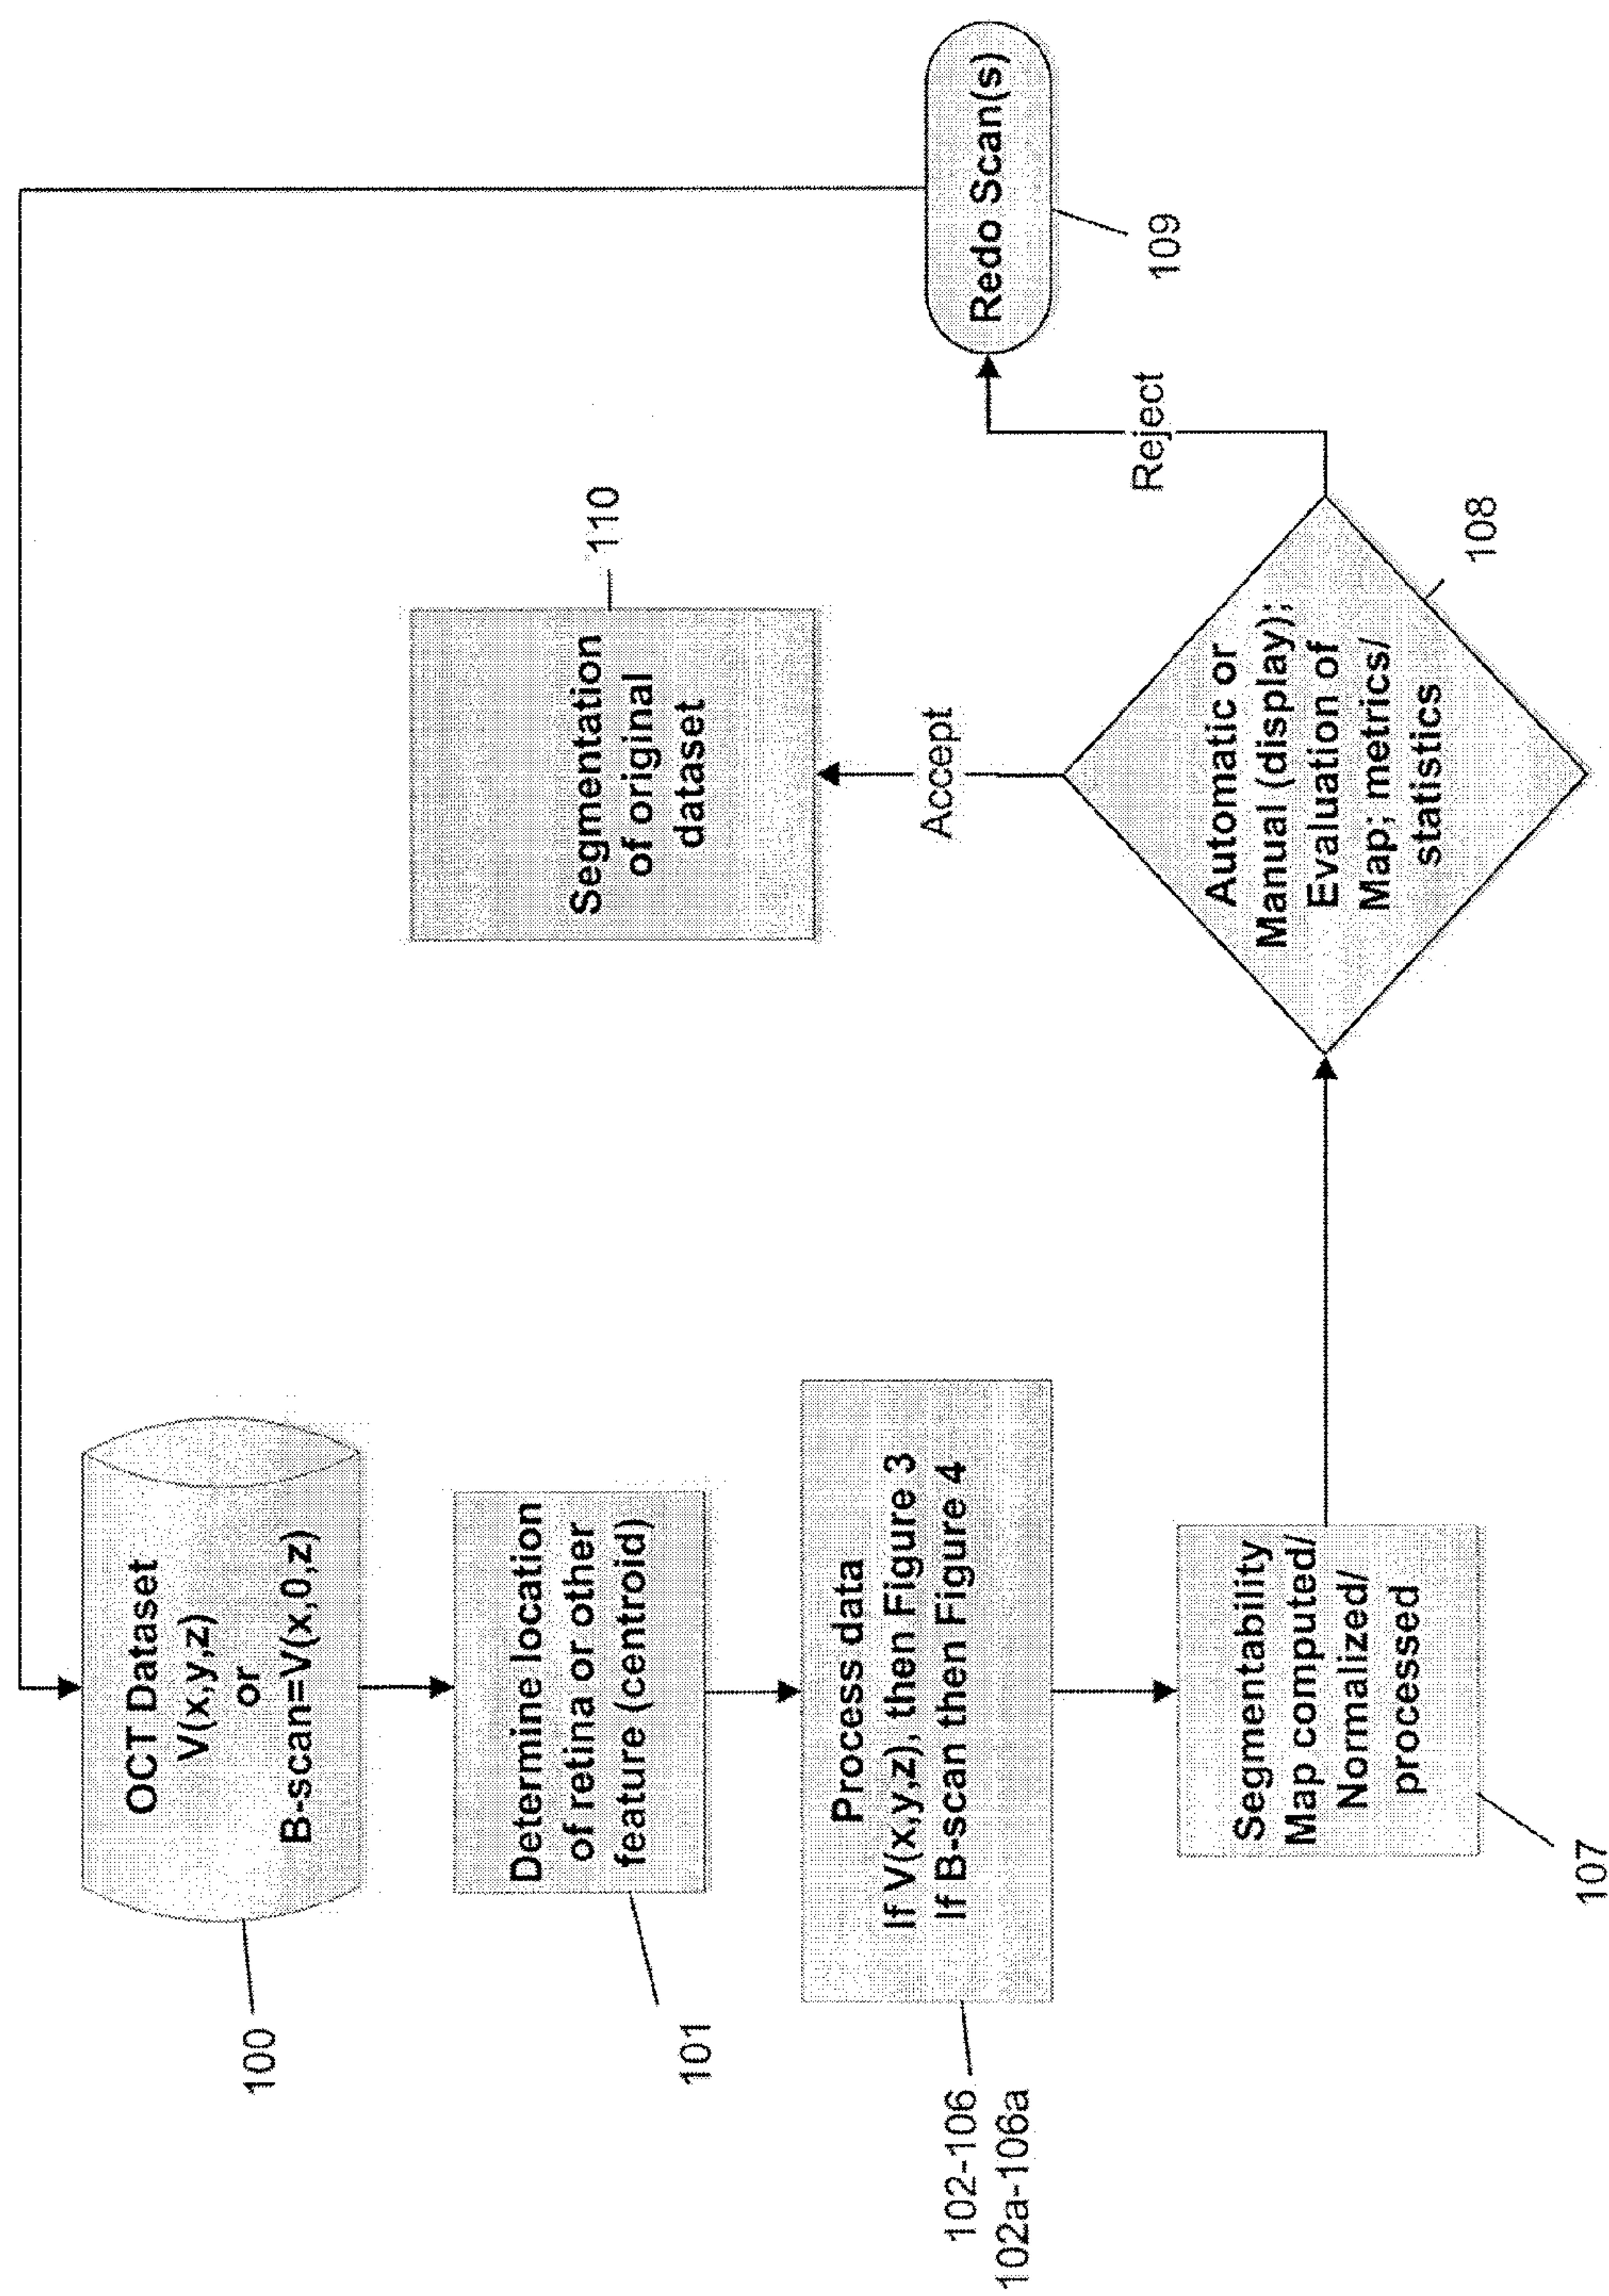 OCT Dataset
V(x,y,z)
or
B-scan=V(x,0,z)
100
Determine location
of retina or other
feature (centroid)
101
Process data
If V(x,y,z), then Figure 3
If B-scan then Figure 4
102-106
102a-106a
Segmentability
Map computed/
Normalized/
processed
107
Automatic or
Manual (display);
Evaluation of
Map; metrics/
statistics
108
Accept
Segmentation
of original
dataset
110
Reject
Redo Scan(s)
109